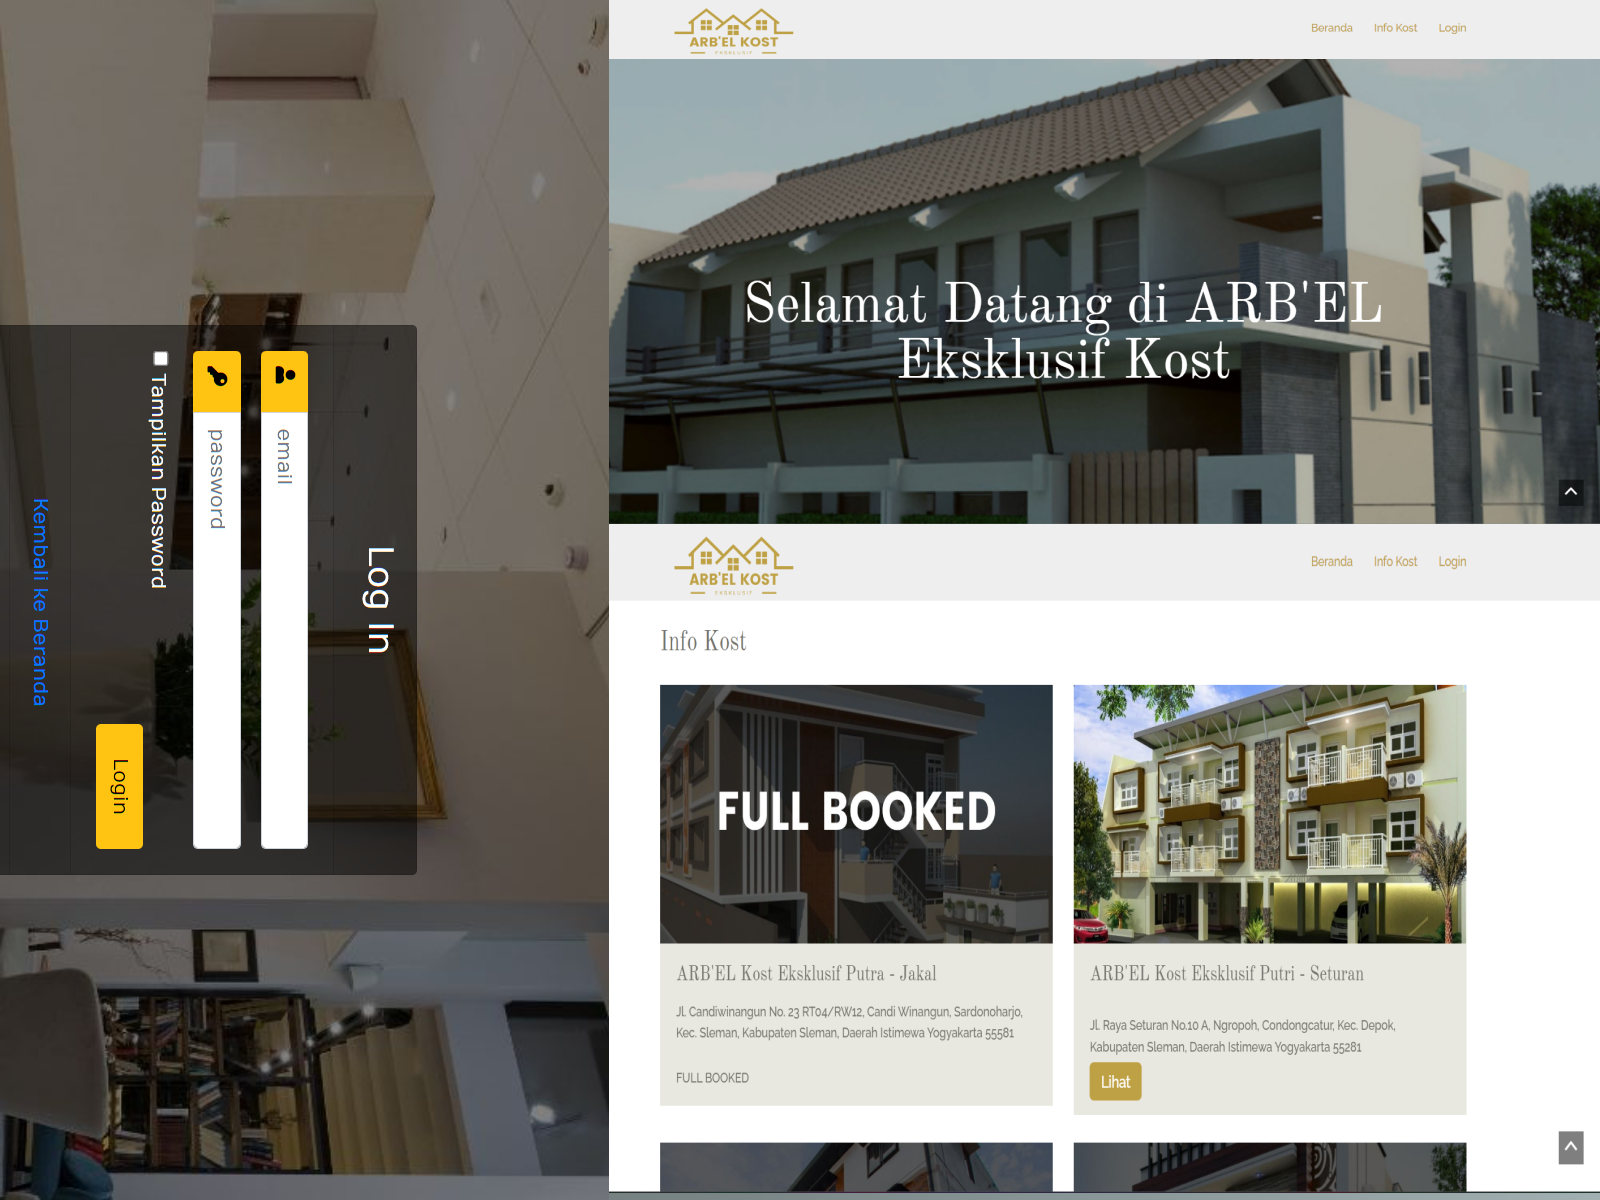 Log In
email
password
Tampilkan Password
Login
Kembali ke Beranda
ARB'EL KOST
EKSKLUSIF
Beranda Info Kost Login
Selamat Datang di ARB'EL
Eksklusif Kost
ARB'EL KOST
EKSKLUSIF
Beranda Info Kost Login
Info Kost
FULL BOOKED
ARB'EL Kost Eksklusif Putra - Jakal
Jl. Candiwinangun No. 23 RT04/RW12, Candi Winangun, Sardonoharjo,
Kec. Sleman, Kabupaten Sleman, Daerah Istimewa Yogyakarta 55581
FULL BOOKED
ARB'EL Kost Eksklusif Putri - Seturan
Jl. Raya Seturan No.10 A, Ngropoh, Condongcatur, Kec. Depok,
Kabupaten Sleman, Daerah Istimewa Yogyakarta 55281
Lihat